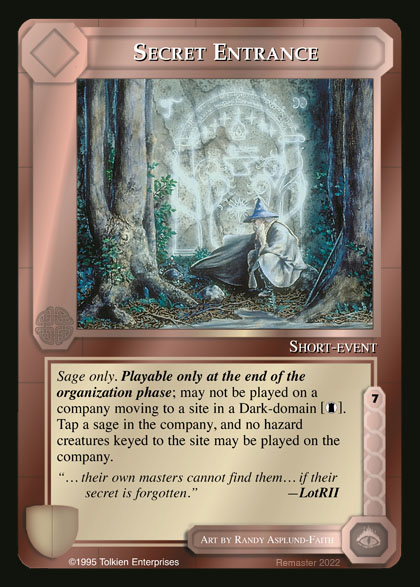 Secret Entrance
Short-event
Sage only. Playable only at the end of the
organization phase; may not be played on a
company moving to a site in a Dark-domain [].
Tap a sage in the company, and no hazard
creatures keyed to the site may be played on the
company.
7
“… their own masters cannot find them… if their
secret is forgotten.” —LotRII
Art by Randy Asplund-Faith
©1995 Tolkien Enterprises
Remaster 2022